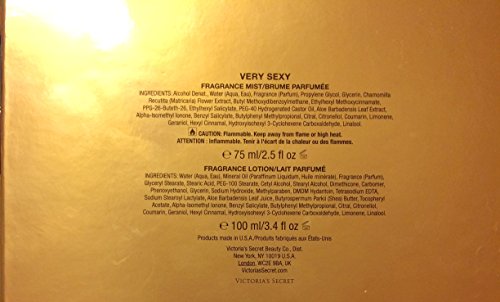 VERY SEXY
FRAGRANCE MIST/BRUME PARFUMÉE
INGREDIENTS: Alcohol Denat., Water (Aqua, Eau), Fragrance (Parfum), Propylene Glycol, Glycerin, Chamomilla
Recutita (Matricaria) Flower Extract, Butyl Methoxydibenzoylmethane, Ethylhexyl Methoxycinnamate,
PPG-26-Buteth-26, Ethylhexyl Salicylate, PEG-40 Hydrogenated Castor Oil, Aloe Barbadensis Leaf Extract,
Alpha-Isomethyl Ionone, Benzyl Salicylate, Butylphenyl Methylpropional, Citral, Citronellol, Coumarin, Limonene,
Geraniol, Hexyl Cinnamal, Hydroxyisohexyl 3-Cyclohexene Carboxaldehyde, Linalool.
CAUTION: Flammable. Keep away from flame or high heat.
ATTENTION : Inflammable. Tenir à l'écart de la chaleur ou des flammes.
℮ 75 ml/2.5 fl oz
FRAGRANCE LOTION/LAIT PARFUMÉ
INGREDIENTS: Water (Aqua, Eau), Mineral Oil (Paraffinum Liquidum, Huile minérale), Fragrance (Parfum),
Glyceryl Stearate, Stearic Acid, PEG-100 Stearate, Cetyl Alcohol, Stearyl Alcohol, Dimethicone, Carbomer,
Phenoxyethanol, Glycerin, Sodium Hydroxide, Methylparaben, DMDM Hydantoin, Tetrasodium EDTA,
Sodium Stearoyl Lactylate, Aloe Barbadensis Leaf Juice, Butyrospermum Parkii (Shea) Butter, Tocopheryl
Acetate, Alpha-Isomethyl Ionone, Benzyl Salicylate, Butylphenyl Methylpropional, Citral, Citronellol,
Coumarin, Geraniol, Hexyl Cinnamal, Hydroxyisohexyl 3-Cyclohexene Carboxaldehyde, Limonene, Linalool.
℮ 100 ml/3.4 fl oz
Products made in U.S.A./Produits fabriqués aux États-Unis
Victoria's Secret Beauty Co., Dist.
New York, NY 10019 U.S.A.
London, WC2E 9BA, UK
VictoriasSecret.com
VICTORIA'S SECRET